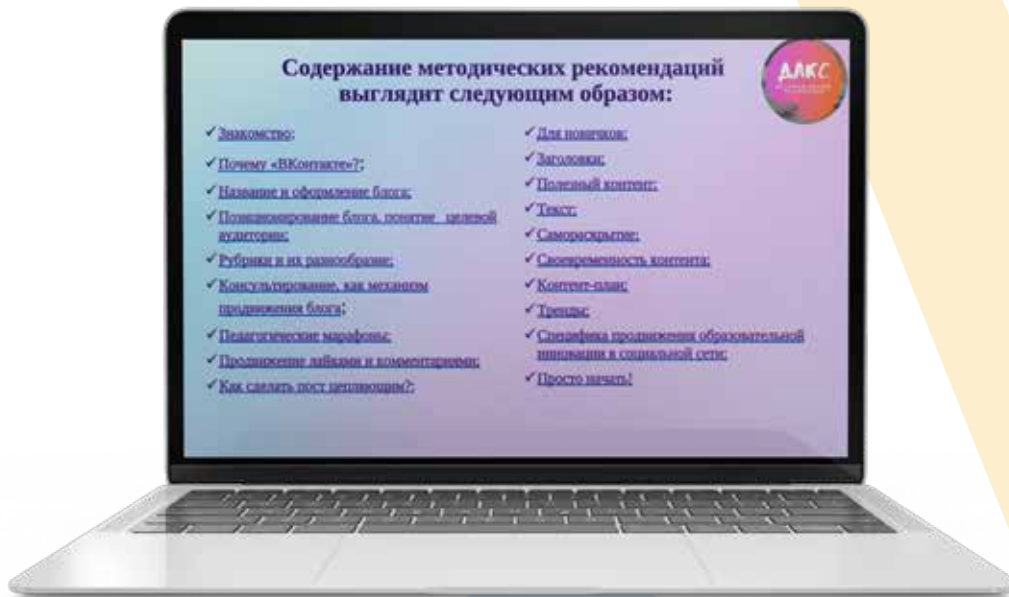 Содержание методических рекомендаций
выглядит следующим образом:
ДЛКС
✓ Знакомство;
✓ Почему «ВКонтакте»?;
✓ Название и оформление блога;
✓ Позиционирование блога, понятие целевой
аудитории;
✓ Рубрики и их разнообразие;
✓ Консультирование, как механизм
продвижения блога;
✓ Педагогические марафоны;
✓ Продвижение лайками и комментариями;
✓ Как сделать пост цепляющим?;
✓ Для новичков;
✓ Заголовки;
✓ Полезный контент;
✓ Текст;
✓ Самораскрытие;
✓ Своевременность контента;
✓ Контент-план;
✓ Тренды;
✓ Специфика продвижения образовательной
инновации в социальной сети;
✓ Просто начать!